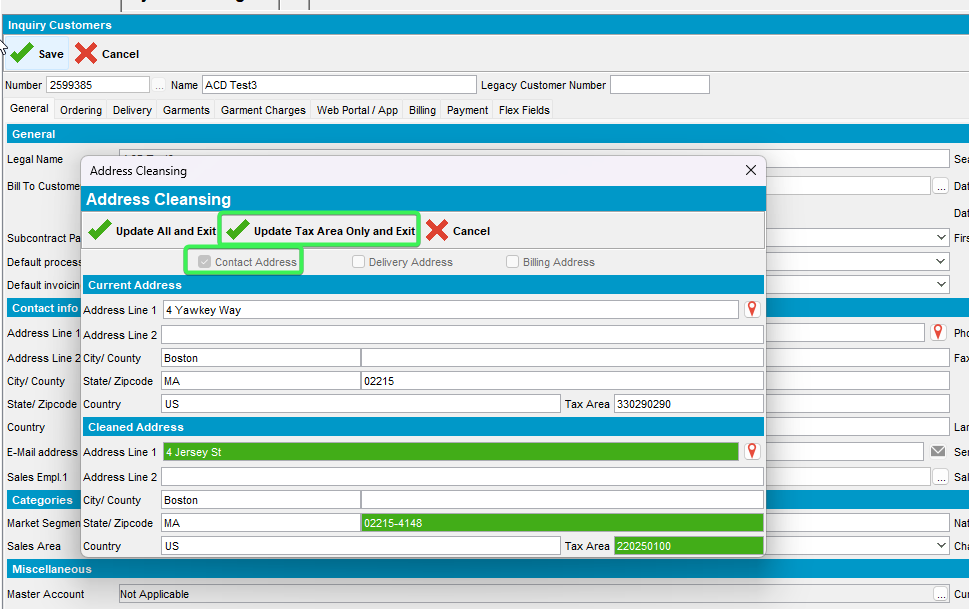 Inquiry Customers
Save Cancel
Number 2599385 ... Name ACD Test3 Legacy Customer Number
General Ordering Delivery Garments Garment Charges Web Portal / App Billing Payment Flex Fields
General
Legal Name
Bill To Custome ...
Subcontract Pa
Default process
Default invoicin
Contact info
Address Line 1
Address Line 2
City/ County
State/ Zipcode
Country
E-Mail address
Sales Empl.1 ...
Categories
Market Segmen
Sales Area
Miscellaneous
Master Account Not Applicable ...
Address Cleansing
Address Cleansing
Update All and Exit Update Tax Area Only and Exit Cancel
Contact Address Delivery Address Billing Address
Current Address
Address Line 1 4 Yawkey Way
Address Line 2
City/ County Boston
State/ Zipcode MA 02215
Country US Tax Area 330290290
Cleaned Address
Address Line 1 4 Jersey St
Address Line 2
City/ County Boston
State/ Zipcode MA 02215-4148
Country US Tax Area 220250100
Sea
Dat
Dat
Firs
Pho
Fax
Lan
Ser
Sal
Nat
Cha
Cur